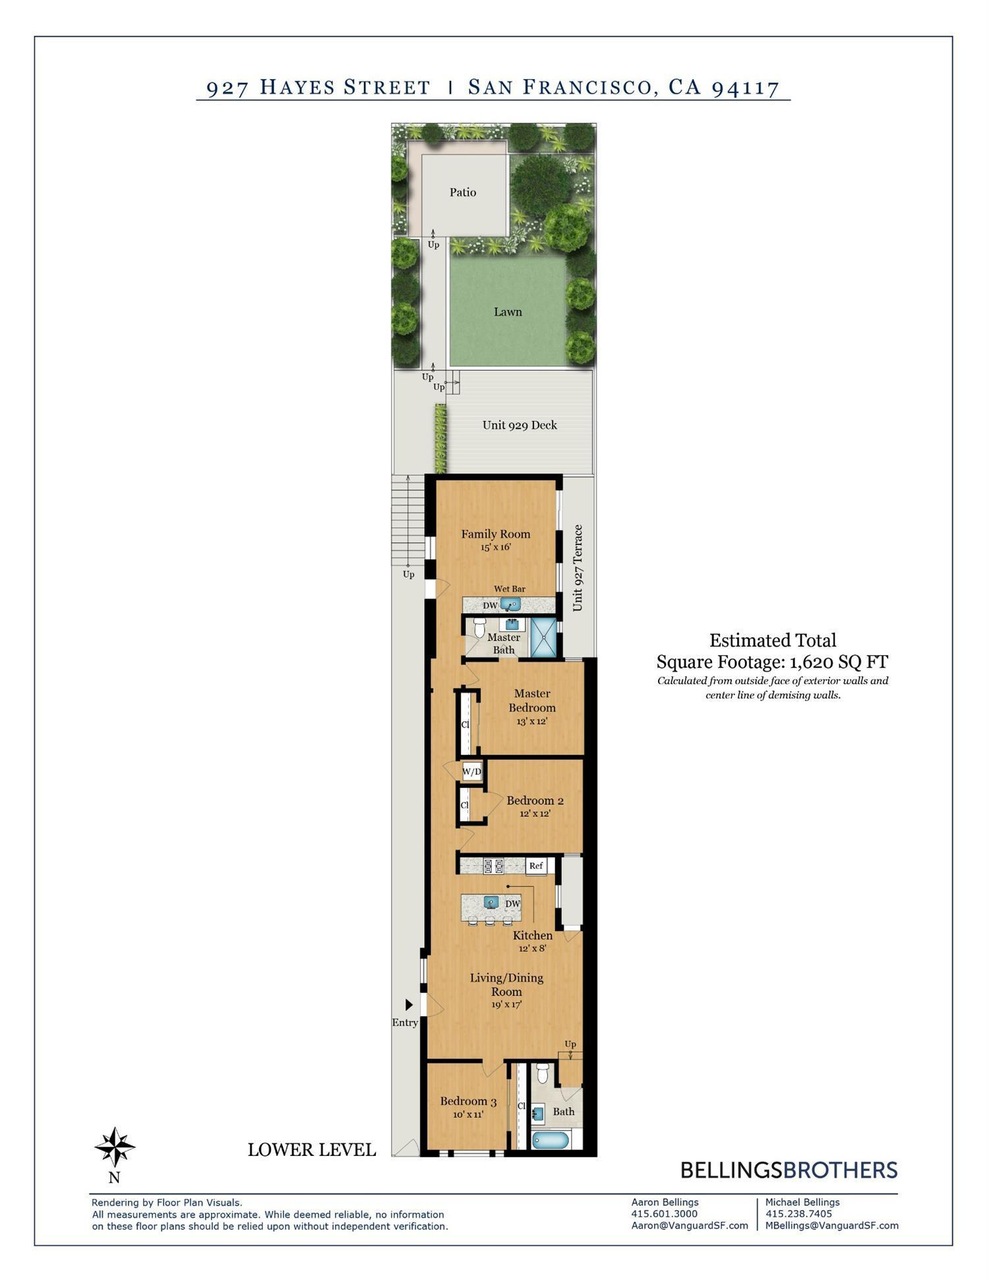 927 HAYES STREET | SAN FRANCISCO, CA 94117
Patio
Up
Lawn
Up
Up
Unit 929 Deck
Family Room
15' x 16'
Unit 927 Terrace
Up
Wet Bar
DW
Master
Bath
Estimated Total
Square Footage: 1,620 SQ FT
Calculated from outside face of exterior walls and
center line of demising walls.
Master
Bedroom
13' x 12'
Cl
W/D
Bedroom 2
12' x 12'
Cl
Ref
DW
Kitchen
12' x 8'
Living/Dining
Room
19' x 17'
Entry
Up
Bedroom 3
10' x 11'
Cl
Bath
LOWER LEVEL
N
BELLINGSBROTHERS
Rendering by Floor Plan Visuals.
All measurements are approximate. While deemed reliable, no information
on these floor plans should be relied upon without independent verification.
Aaron Bellings
415.601.3000
Aaron@VanguardSF.com
Michael Bellings
415.238.7405
MBellings@VanguardSF.com